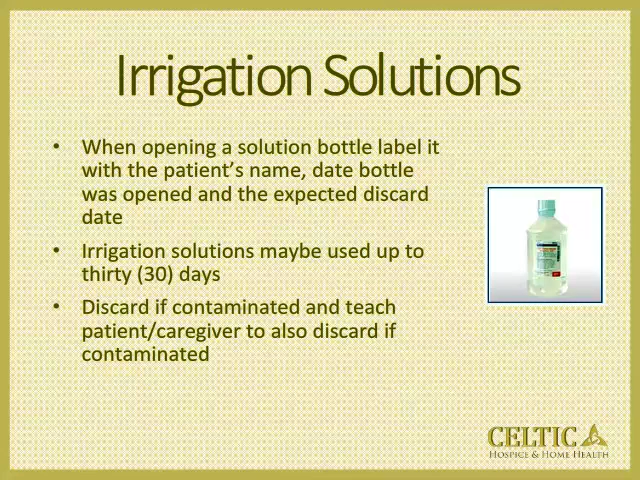 Irrigation Solutions
• When opening a solution bottle label it
with the patient's name, date bottle
was opened and the expected discard
date
• Irrigation solutions maybe used up to
thirty (30) days
• Discard if contaminated and teach
patient/caregiver to also discard if
contaminated
CELTIC
HOSPICE & HOME HEALTH